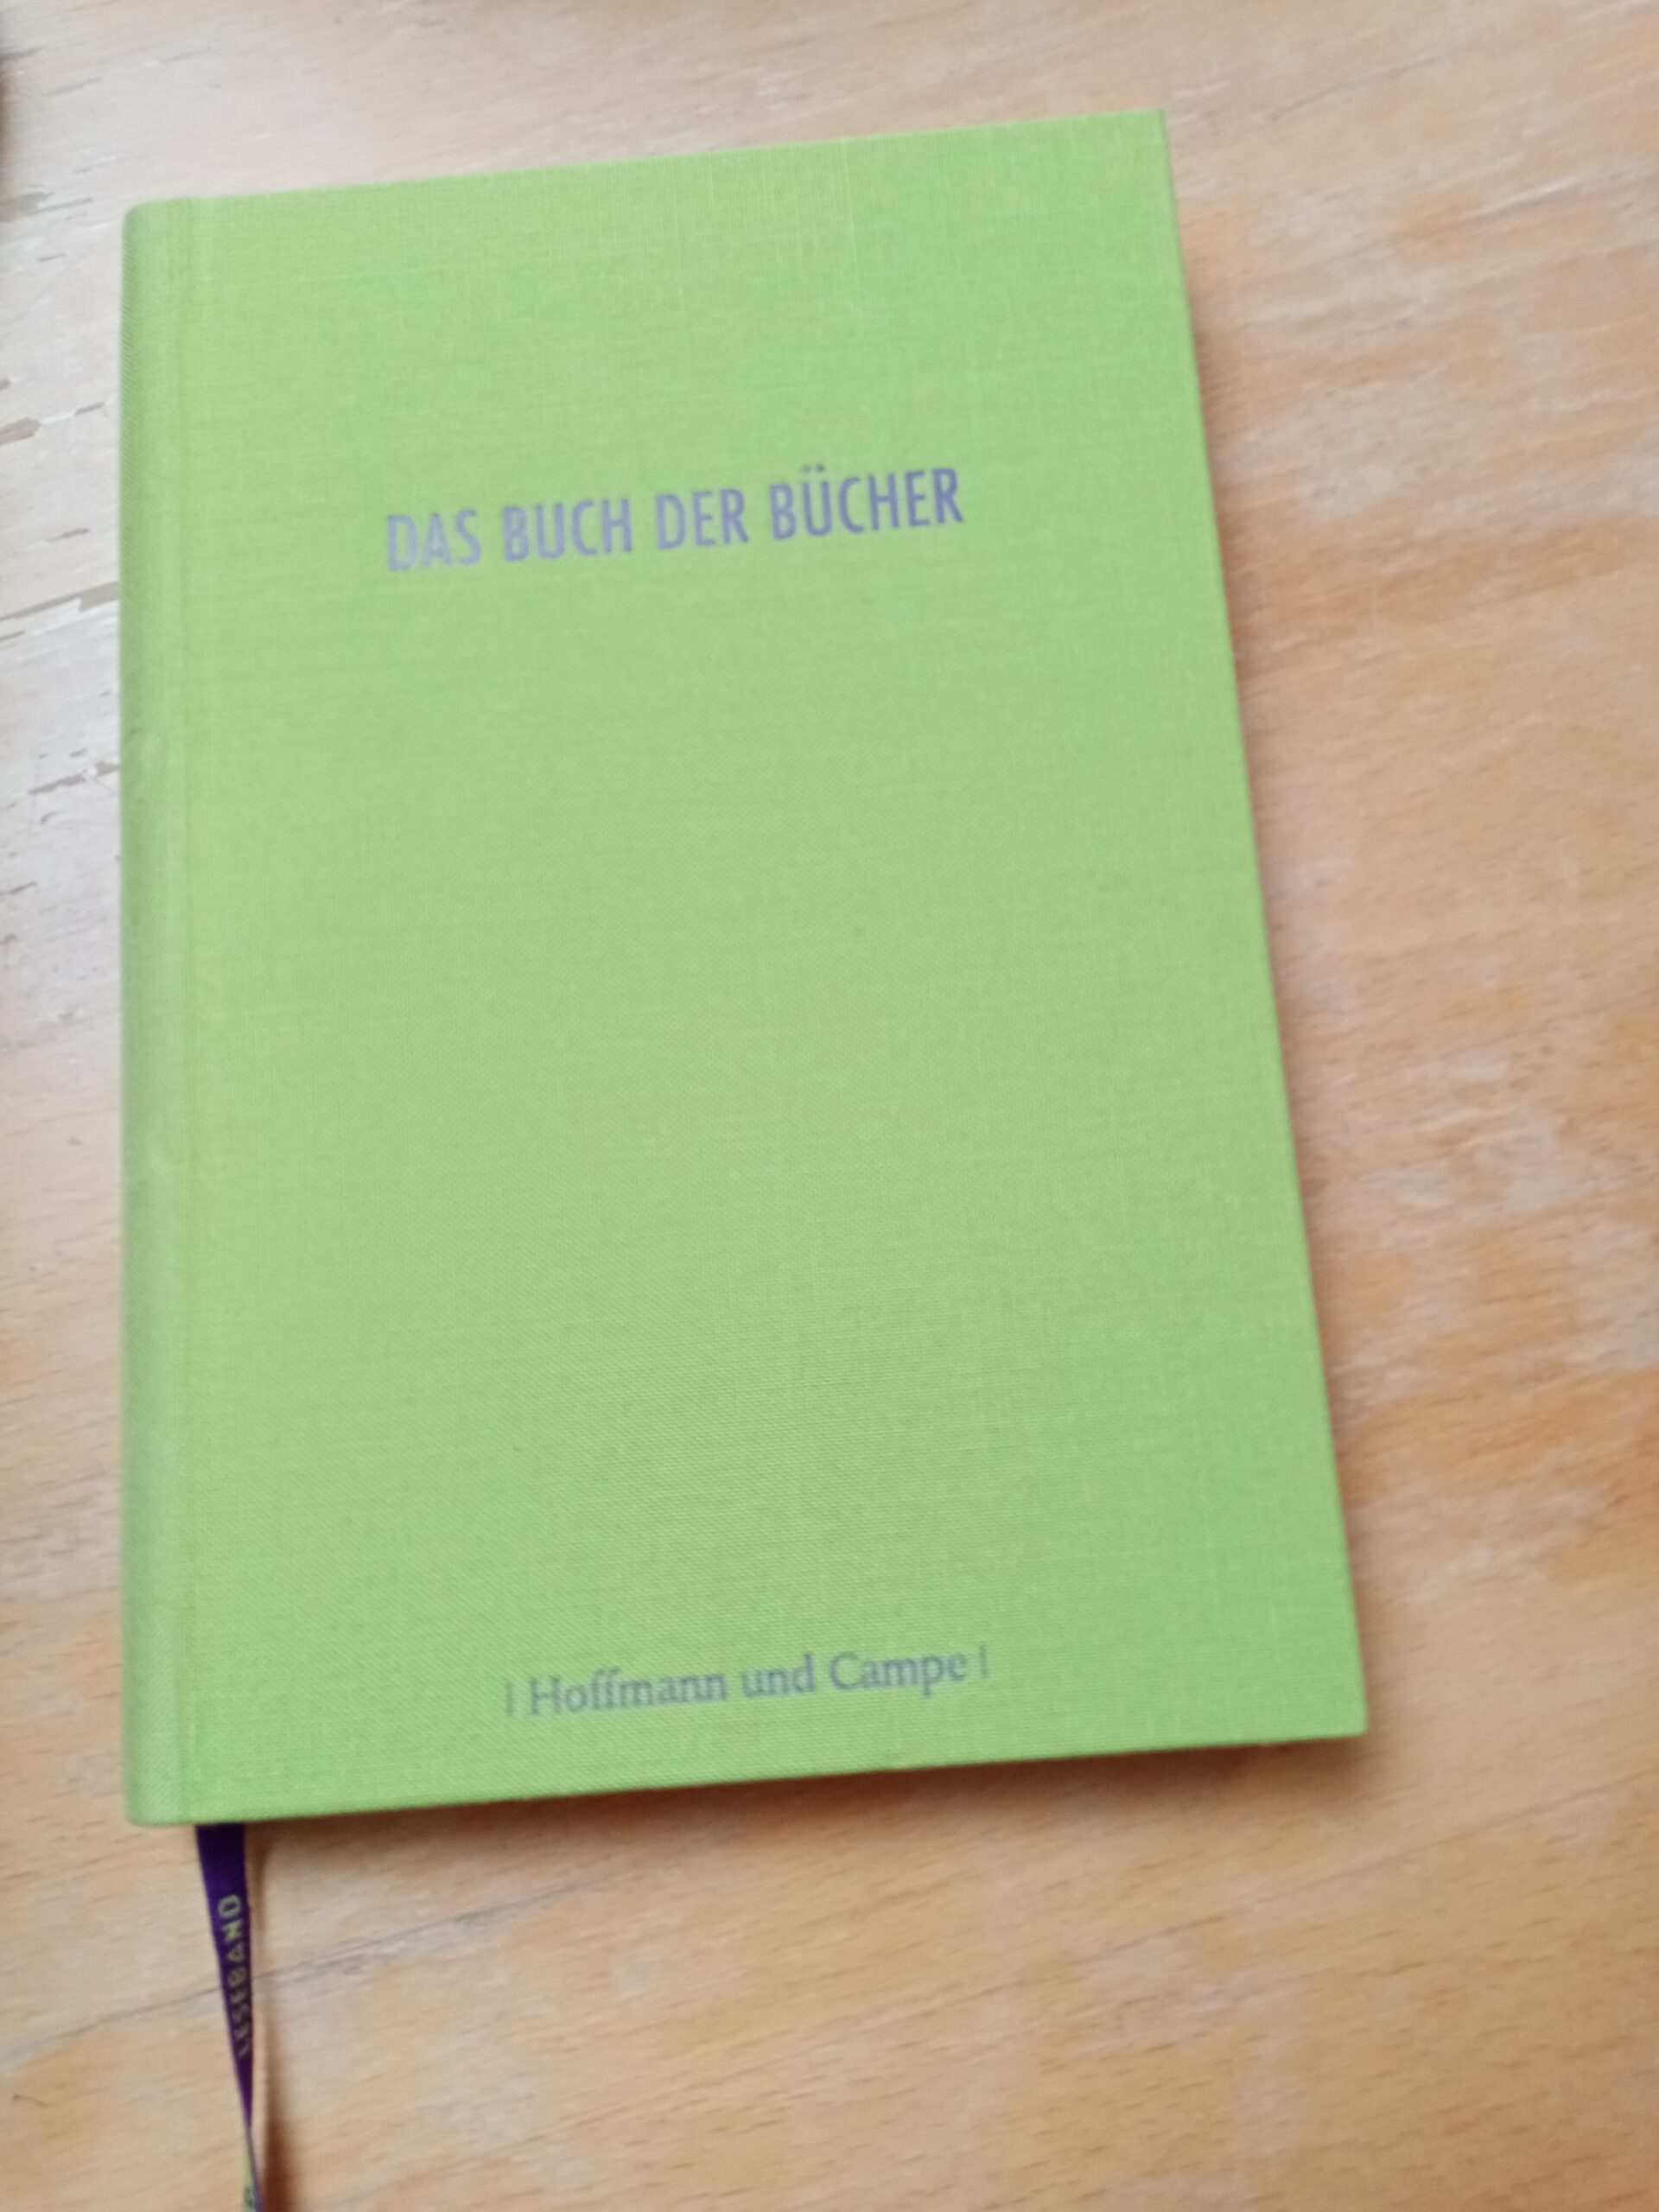 DAS BUCH DER BÜCHER
| Hoffmann und Campe |
LESEBAND